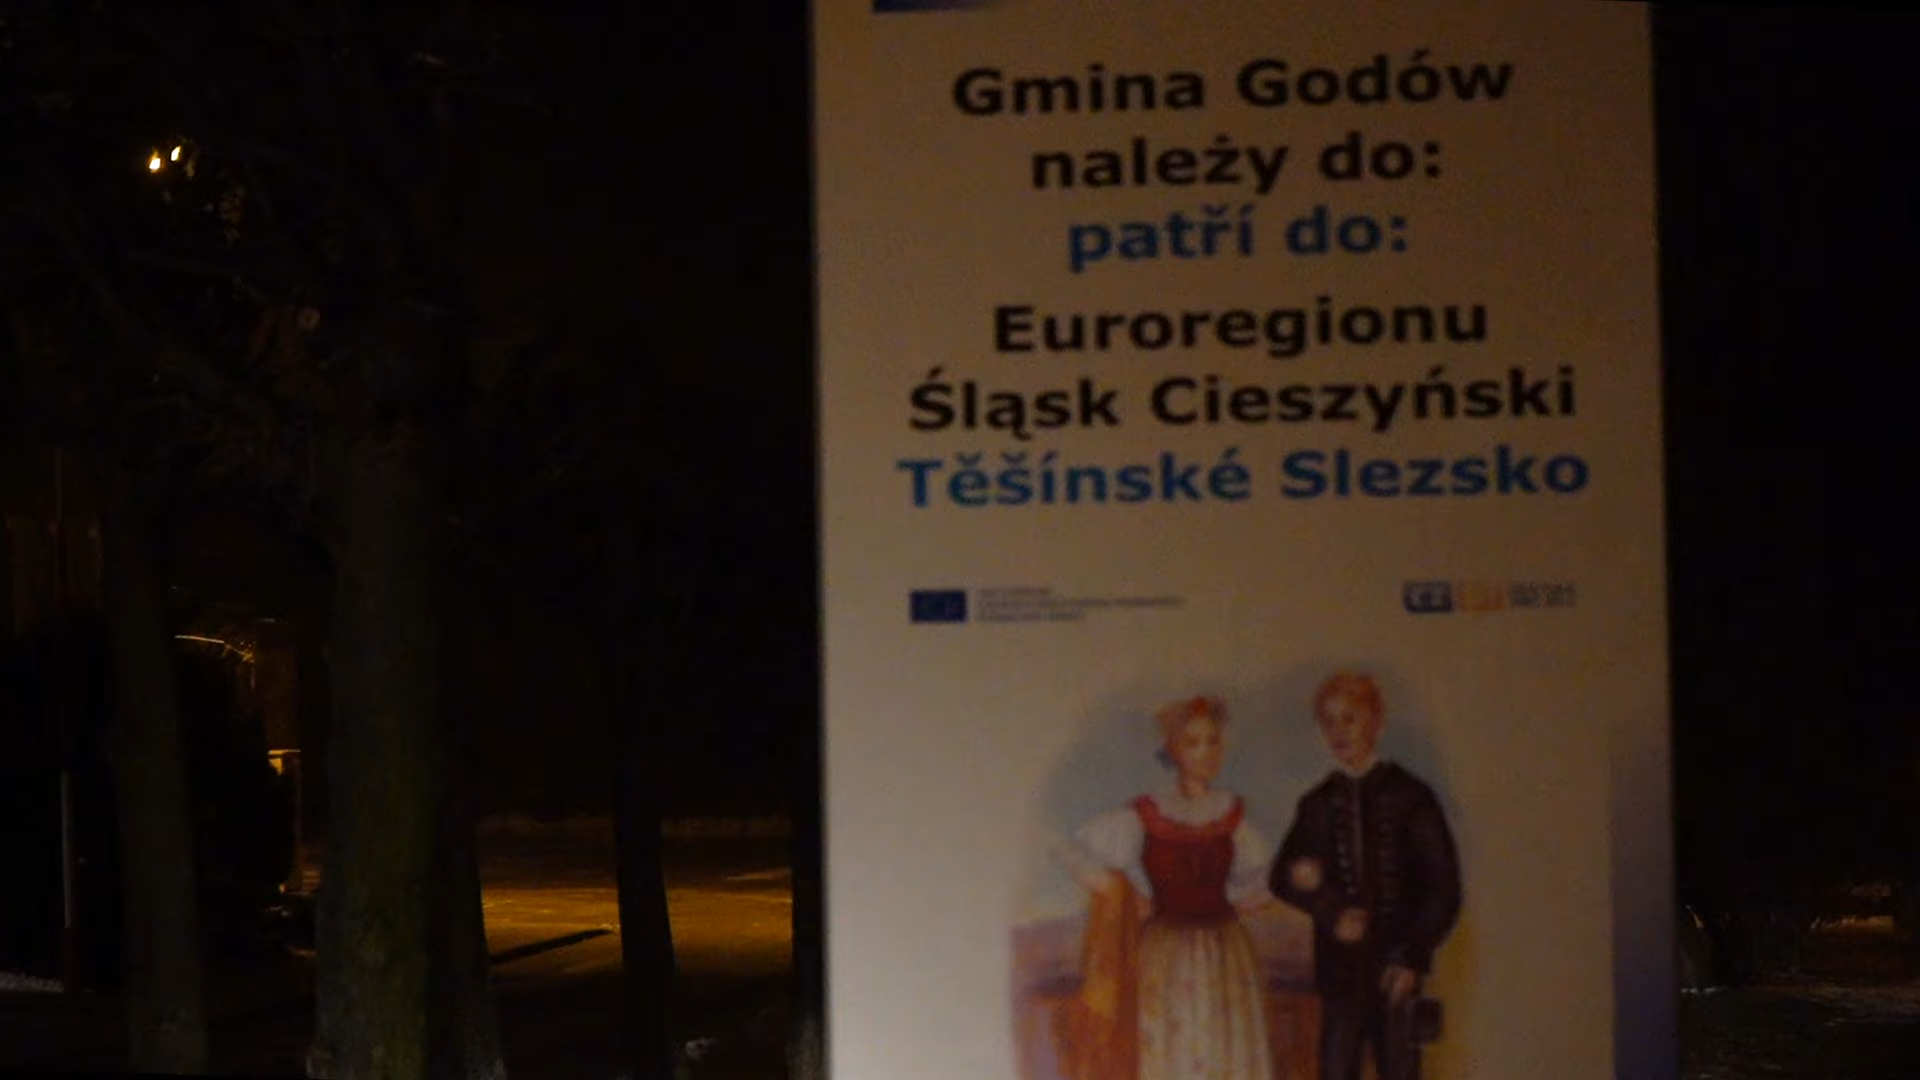 Gmina Godów
należy do:
patří do:
Euroregionu
Śląsk Cieszyński
Těšínské Slezsko